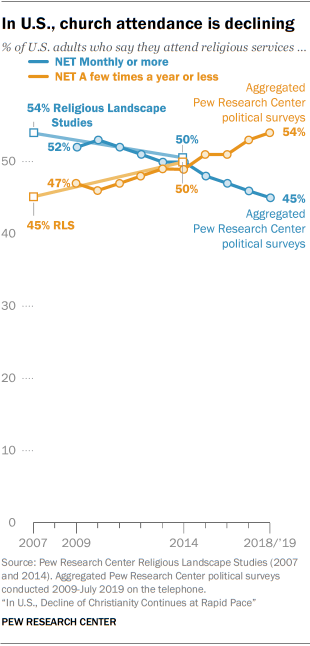 In U.S., church attendance is declining
% of U.S. adults who say they attend religious services ...
NET Monthly or more
NET A few times a year or less
Aggregated
Pew Research Center
political surveys
54% Religious Landscape
Studies
54%
50%
52%
50
47%
50%
45%
45% RLS
Aggregated
Pew Research Center
political surveys
40
30
20
10
0
2007 2009 2014 2018/'19
Source: Pew Research Center Religious Landscape Studies (2007
and 2014). Aggregated Pew Research Center political surveys
conducted 2009-July 2019 on the telephone.
“In U.S., Decline of Christianity Continues at Rapid Pace”
PEW RESEARCH CENTER